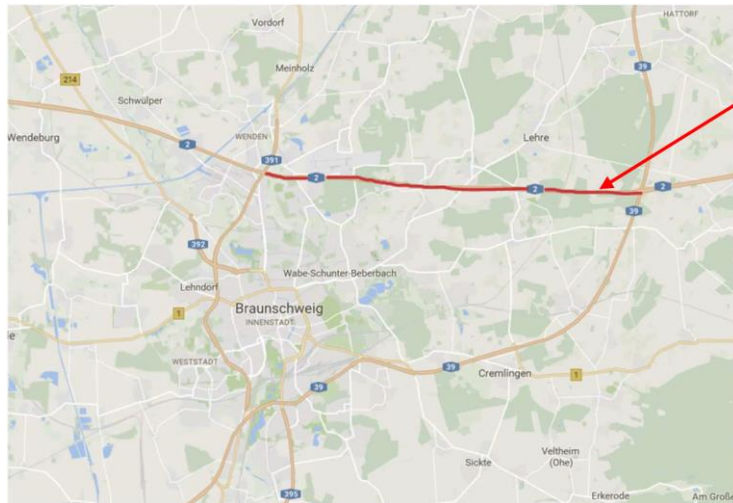 HATTORF
Vordorf
39
Meinholz
214
Schwülper
Wendeburg
WENDEN
Lehre
2
391
2
2
2
39
392
Wabe-Schunter-Beberbach
Lehndorf
Braunschweig
INNENSTADT
1
WESTSTADT
39
Cremlingen
1
39
Veltheim
(Ohe)
Sickte
395
Erkerode
Am Große